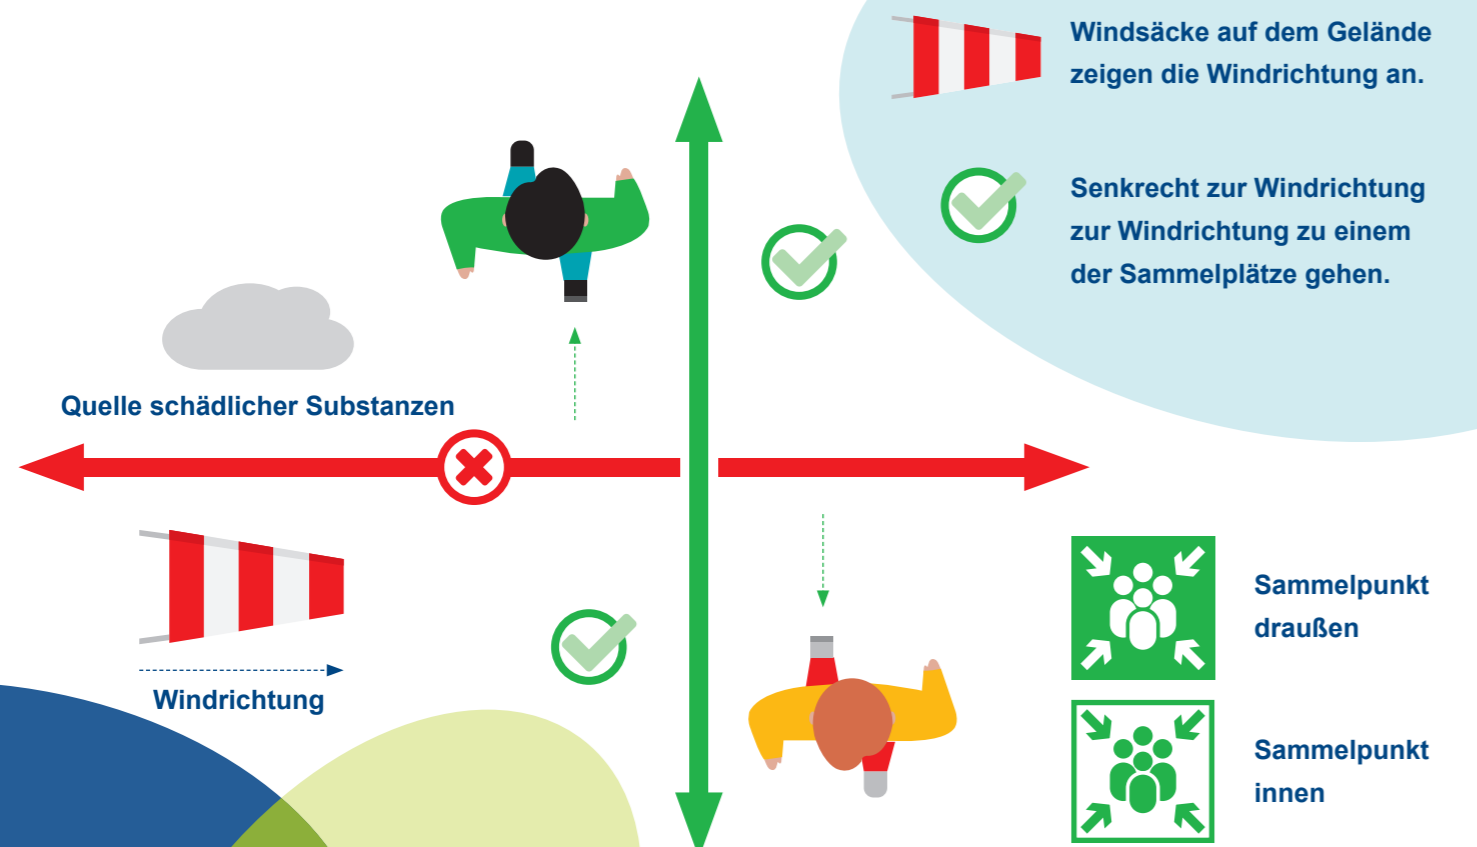 Windsäcke auf dem Gelände
zeigen die Windrichtung an.
Senkrecht zur Windrichtung
zur Windrichtung zu einem
der Sammelplätze gehen.
Quelle schädlicher Substanzen
Windrichtung
Sammelpunkt
draußen
Sammelpunkt
innen